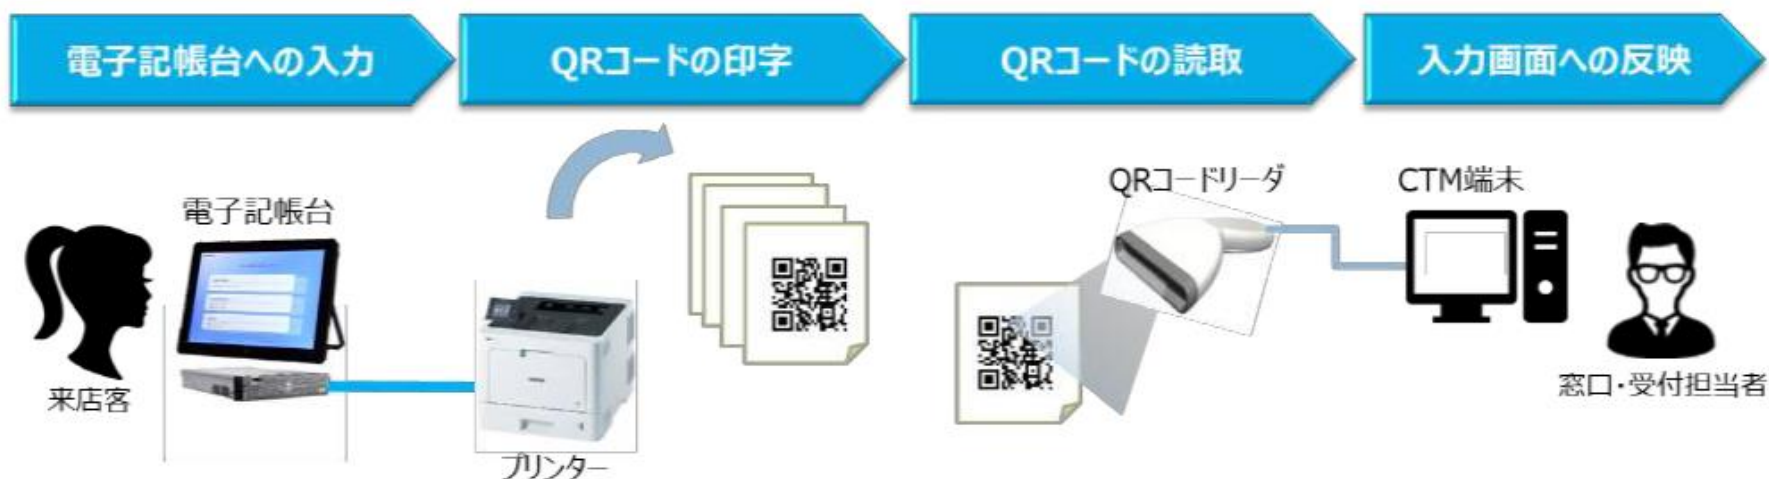 電子記帳台への入力
QRコードの印字
QRコードの読取
入力画面への反映
電子記帳台
来店客
プリンター
QRコードリーダ
CTM端末
窓口・受付担当者